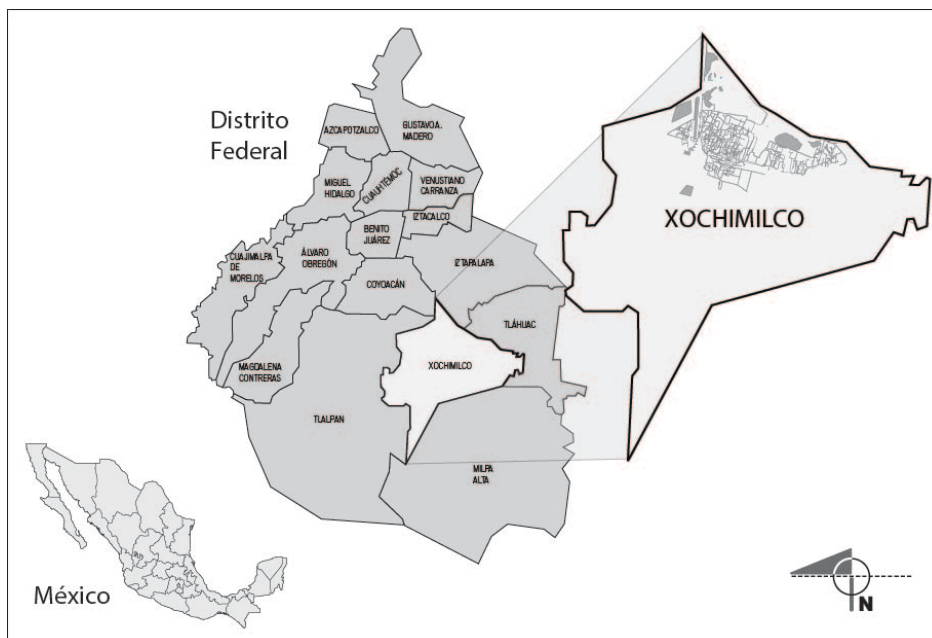 Distrito
Federal
AZCAPOTZALCO
GUSTAVO A.
MADERO
MIGUEL
HIDALGO
CUAUHTÉMOC
VENUSTIANO
CARRANZA
IZTACALCO
BENITO
JUÁREZ
CUAJIMALPA
DE
MORELOS
ÁLVARO
OBREGÓN
IZTAPALAPA
COYOACÁN
TLÁHUAC
MAGDALENA
CONTRERAS
XOCHIMILCO
TLALPAN
MILPA
ALTA
XOCHIMILCO
México
N